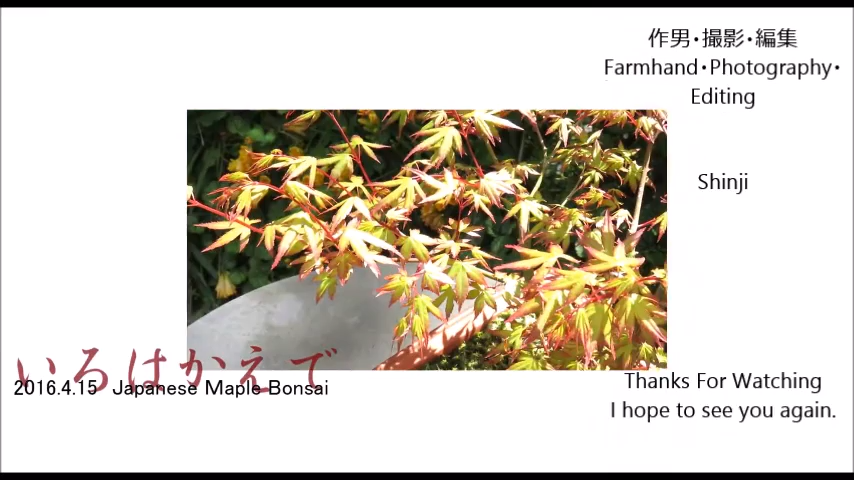 作男・撮影・編集
Farmhand・Photography・
Editing
Shinji
いろはかえで
2016.4.15 Japanese Maple Bonsai
Thanks For Watching
I hope to see you again.